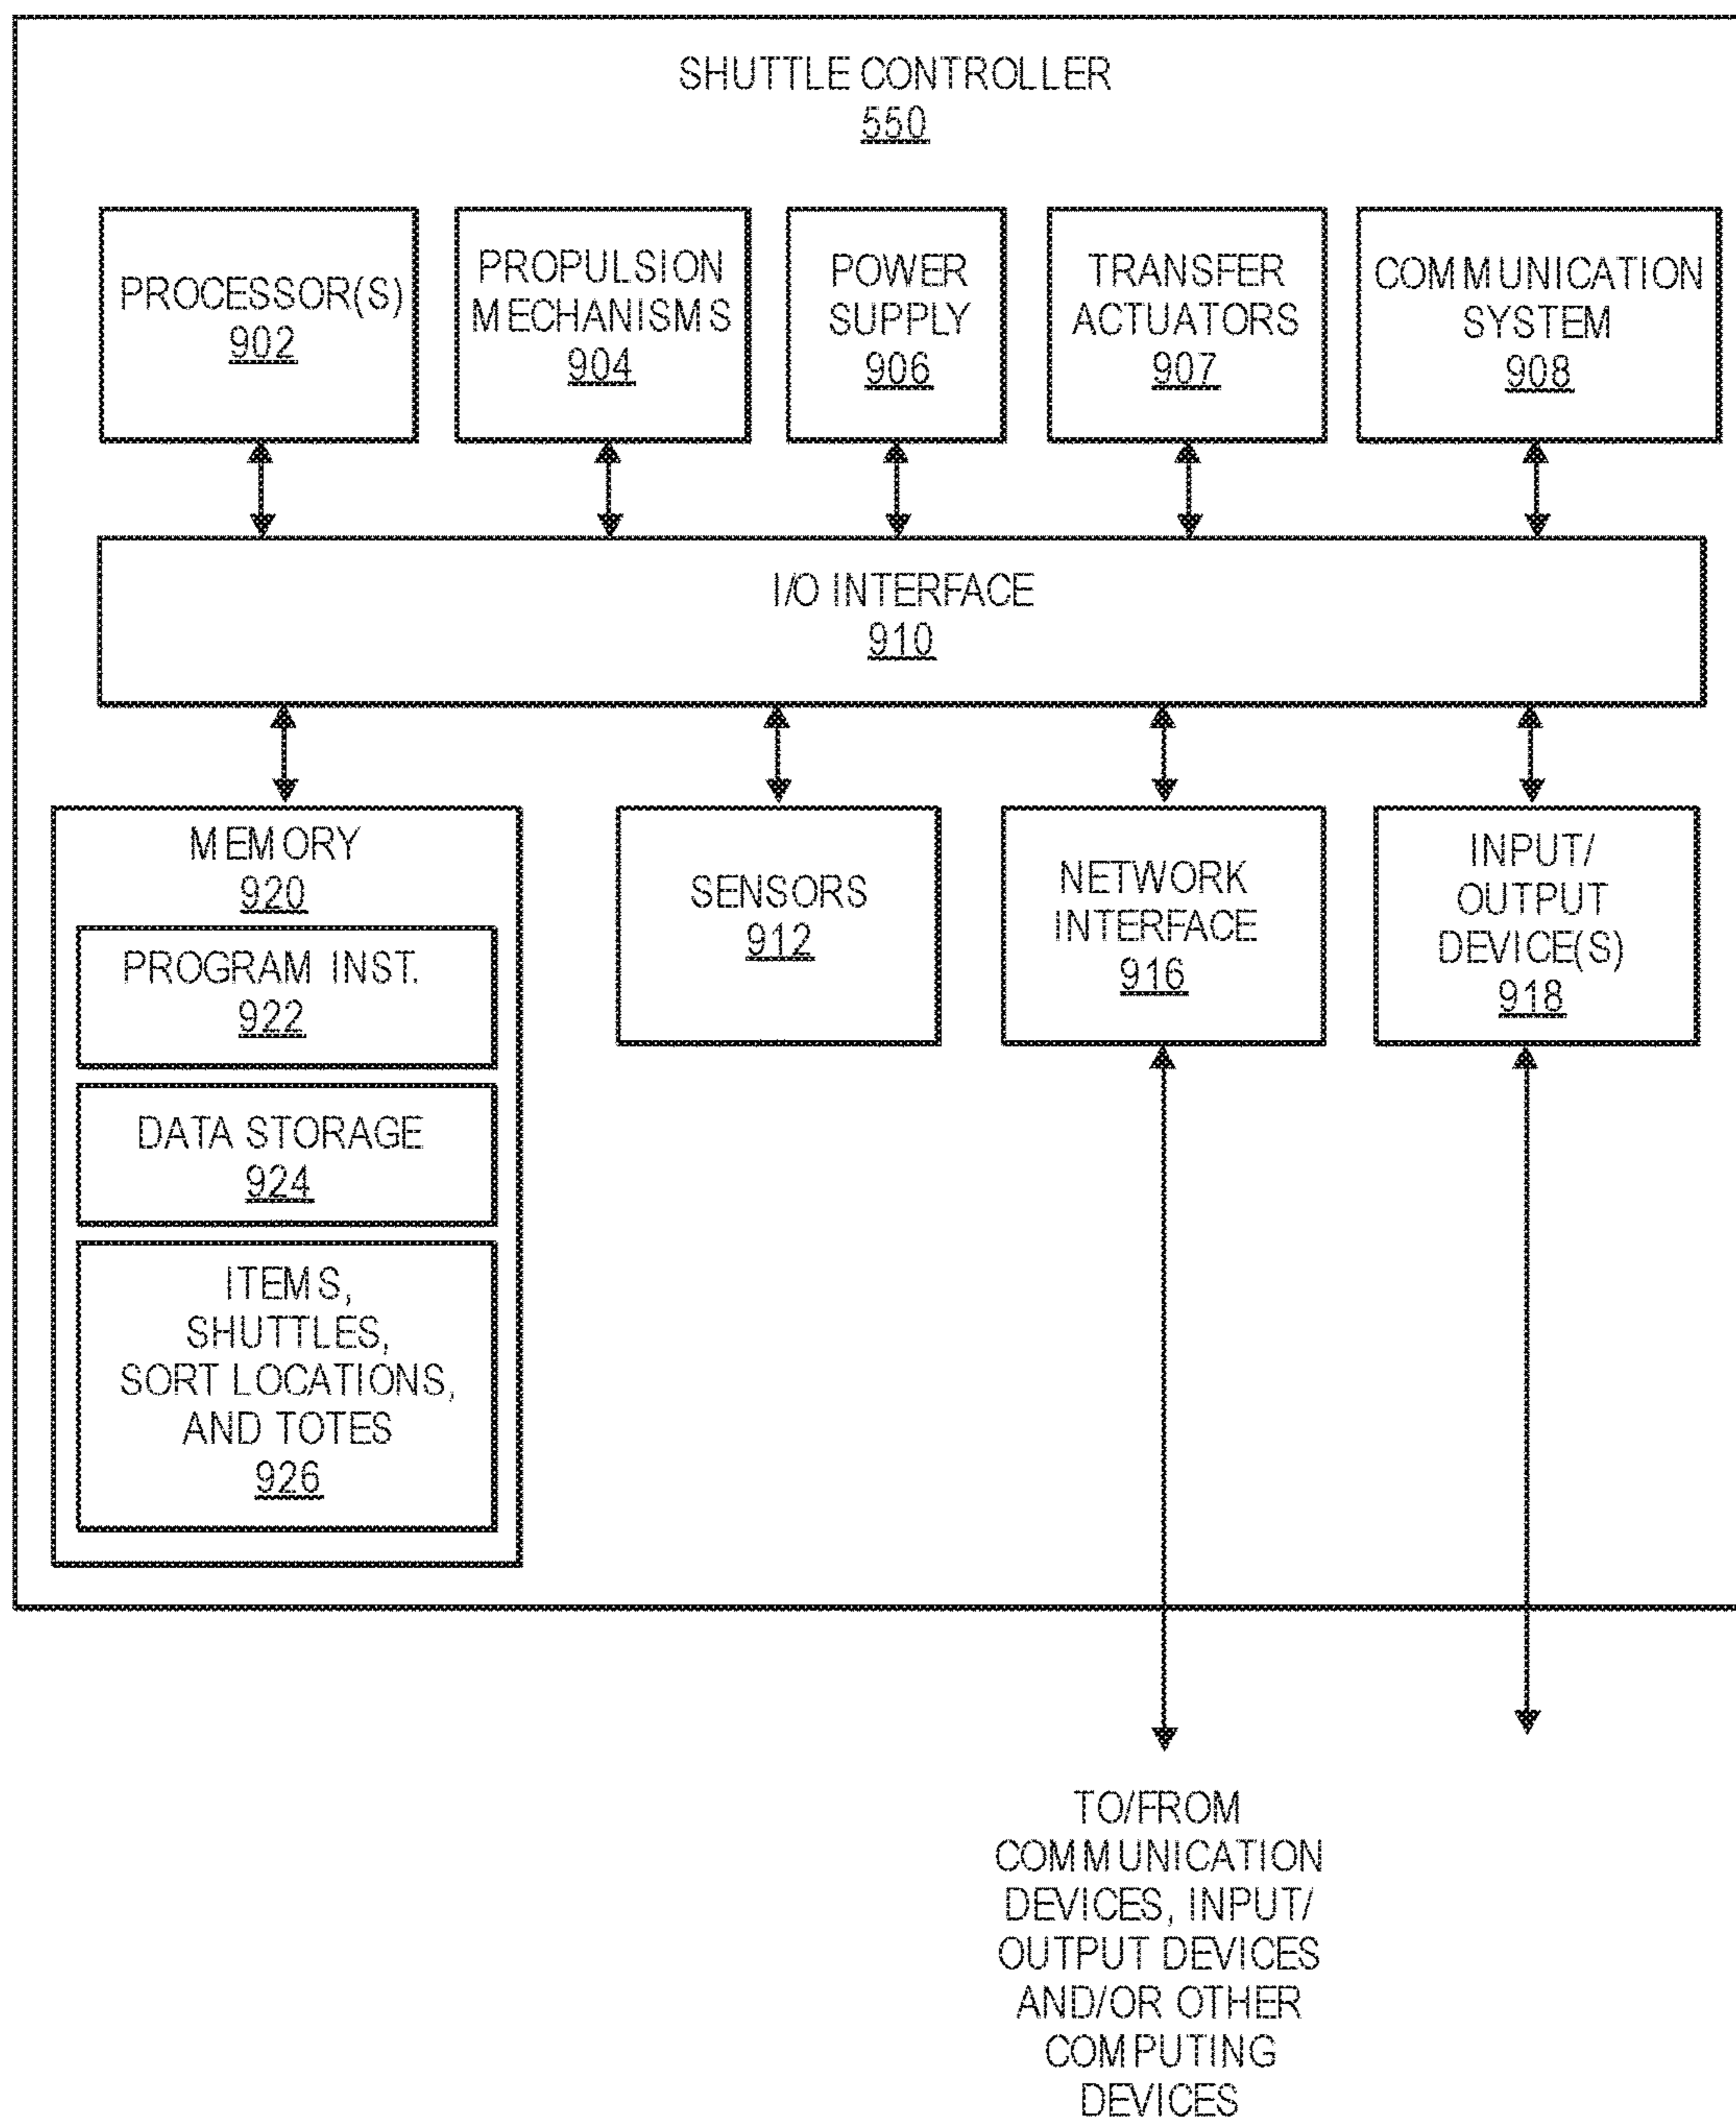 SHUTTLE CONTROLLER
550
PROCESSOR(S)
902
PROPULSION
MECHANISMS
904
POWER
SUPPLY
906
TRANSFER
ACTUATORS
907
COMMUNICATION
SYSTEM
908
I/O INTERFACE
910
MEMORY
920
PROGRAM INST.
922
DATA STORAGE
924
ITEMS,
SHUTTLES,
SORT LOCATIONS,
AND TOTES
926
SENSORS
912
NETWORK
INTERFACE
916
INPUT/
OUTPUT
DEVICE(S)
918
TO/FROM
COMMUNICATION
DEVICES, INPUT/
OUTPUT DEVICES
AND/OR OTHER
COMPUTING
DEVICES